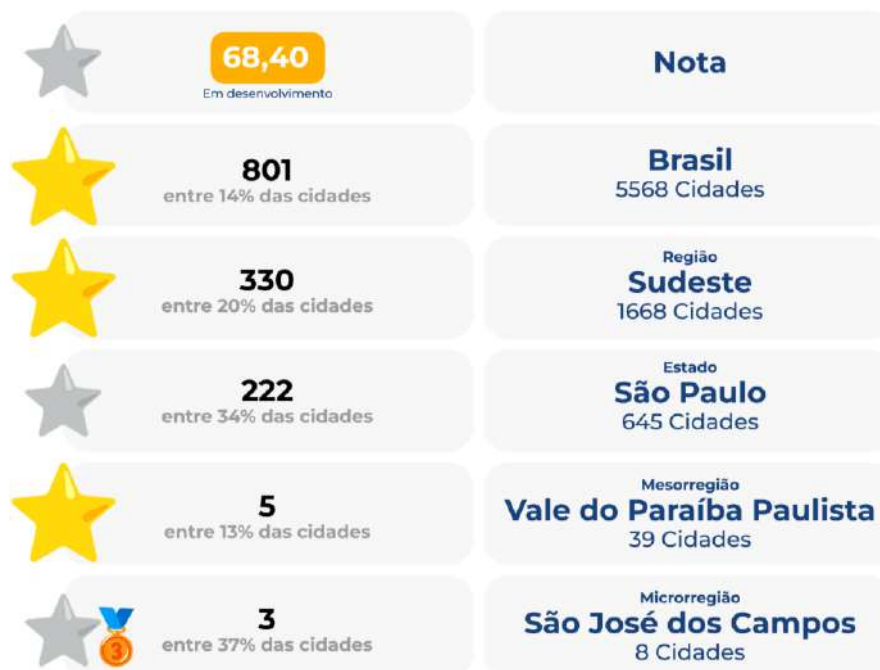 68,40
Em desenvolvimento
Nota
801
entre 14% das cidades
Brasil
5568 Cidades
330
entre 20% das cidades
Região
Sudeste
1668 Cidades
222
entre 34% das cidades
Estado
São Paulo
645 Cidades
5
entre 13% das cidades
Mesorregião
Vale do Paraíba Paulista
39 Cidades
3
3
entre 37% das cidades
Microrregião
São José dos Campos
8 Cidades